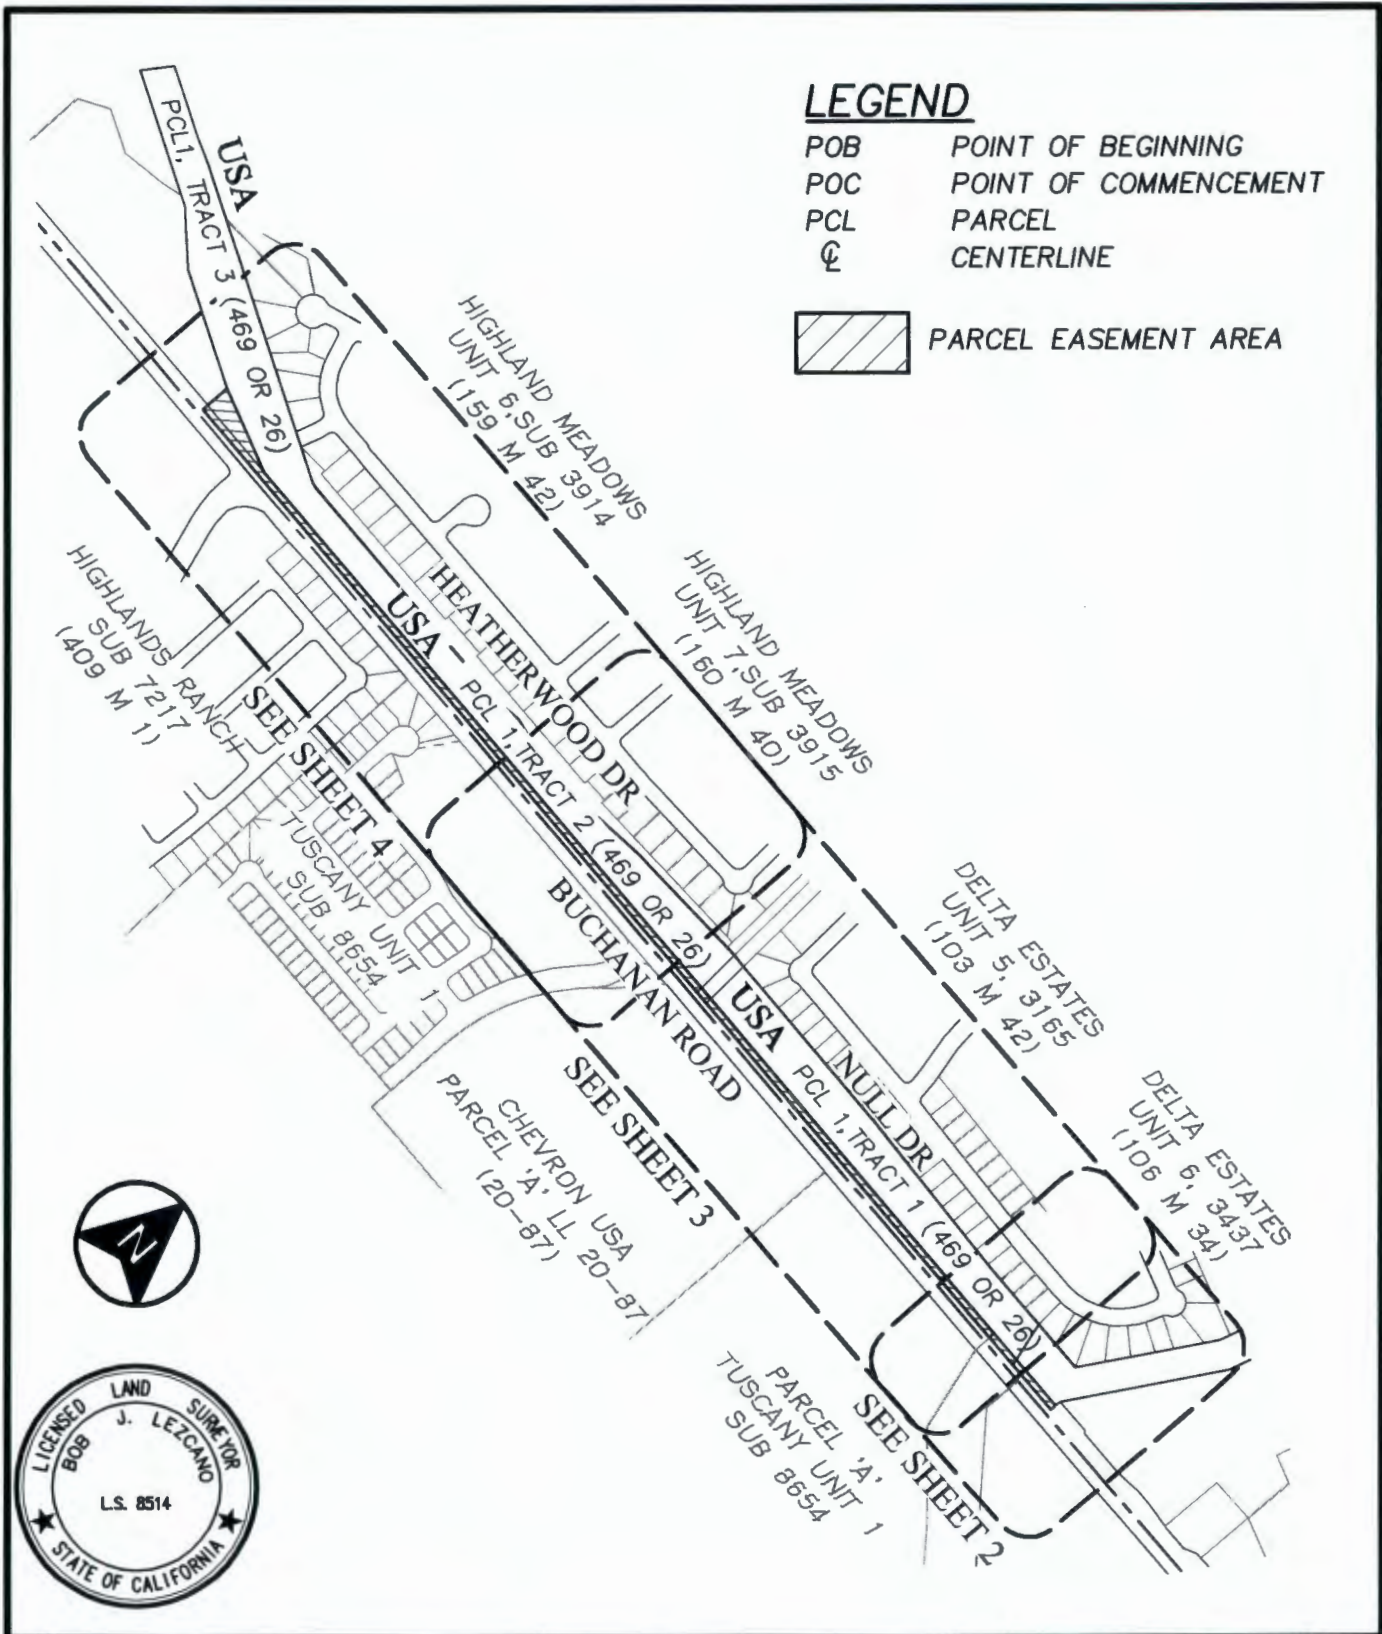 LEGEND
POB POINT OF BEGINNING
POC POINT OF COMMENCEMENT
PCL PARCEL
℄ CENTERLINE
PARCEL EASEMENT AREA
USA
PCL1, TRACT 3 (469 OR 26)
HIGHLAND MEADOWS
UNIT 6,SUB 3914
(159 M 42)
HIGHLAND MEADOWS
UNIT 7,SUB 3915
(160 M 40)
HEATHERWOOD DR
USA
PCL 1,TRACT 2 (469 OR 26)
HIGHLANDS RANCH
SUB 7217
(409 M 1)
SEE SHEET 4
TUSCANY UNIT 1
SUB 8654
BUCHANAN ROAD
DELTA ESTATES
UNIT 5, 3165
(103 M 42)
USA
PCL 1,TRACT 1 (469 OR 26)
NULL DR
DELTA ESTATES
UNIT 6, 3437
(106 M 34)
SEE SHEET 3
CHEVRON USA
PARCEL 'A' LL 20-87
(20-87)
PARCEL 'A'
TUSCANY UNIT 1
SUB 8654
SEE SHEET 2
N
LICENSED LAND SURVEYOR
BOB J. LEZCANO
L.S. 8514
STATE OF CALIFORNIA